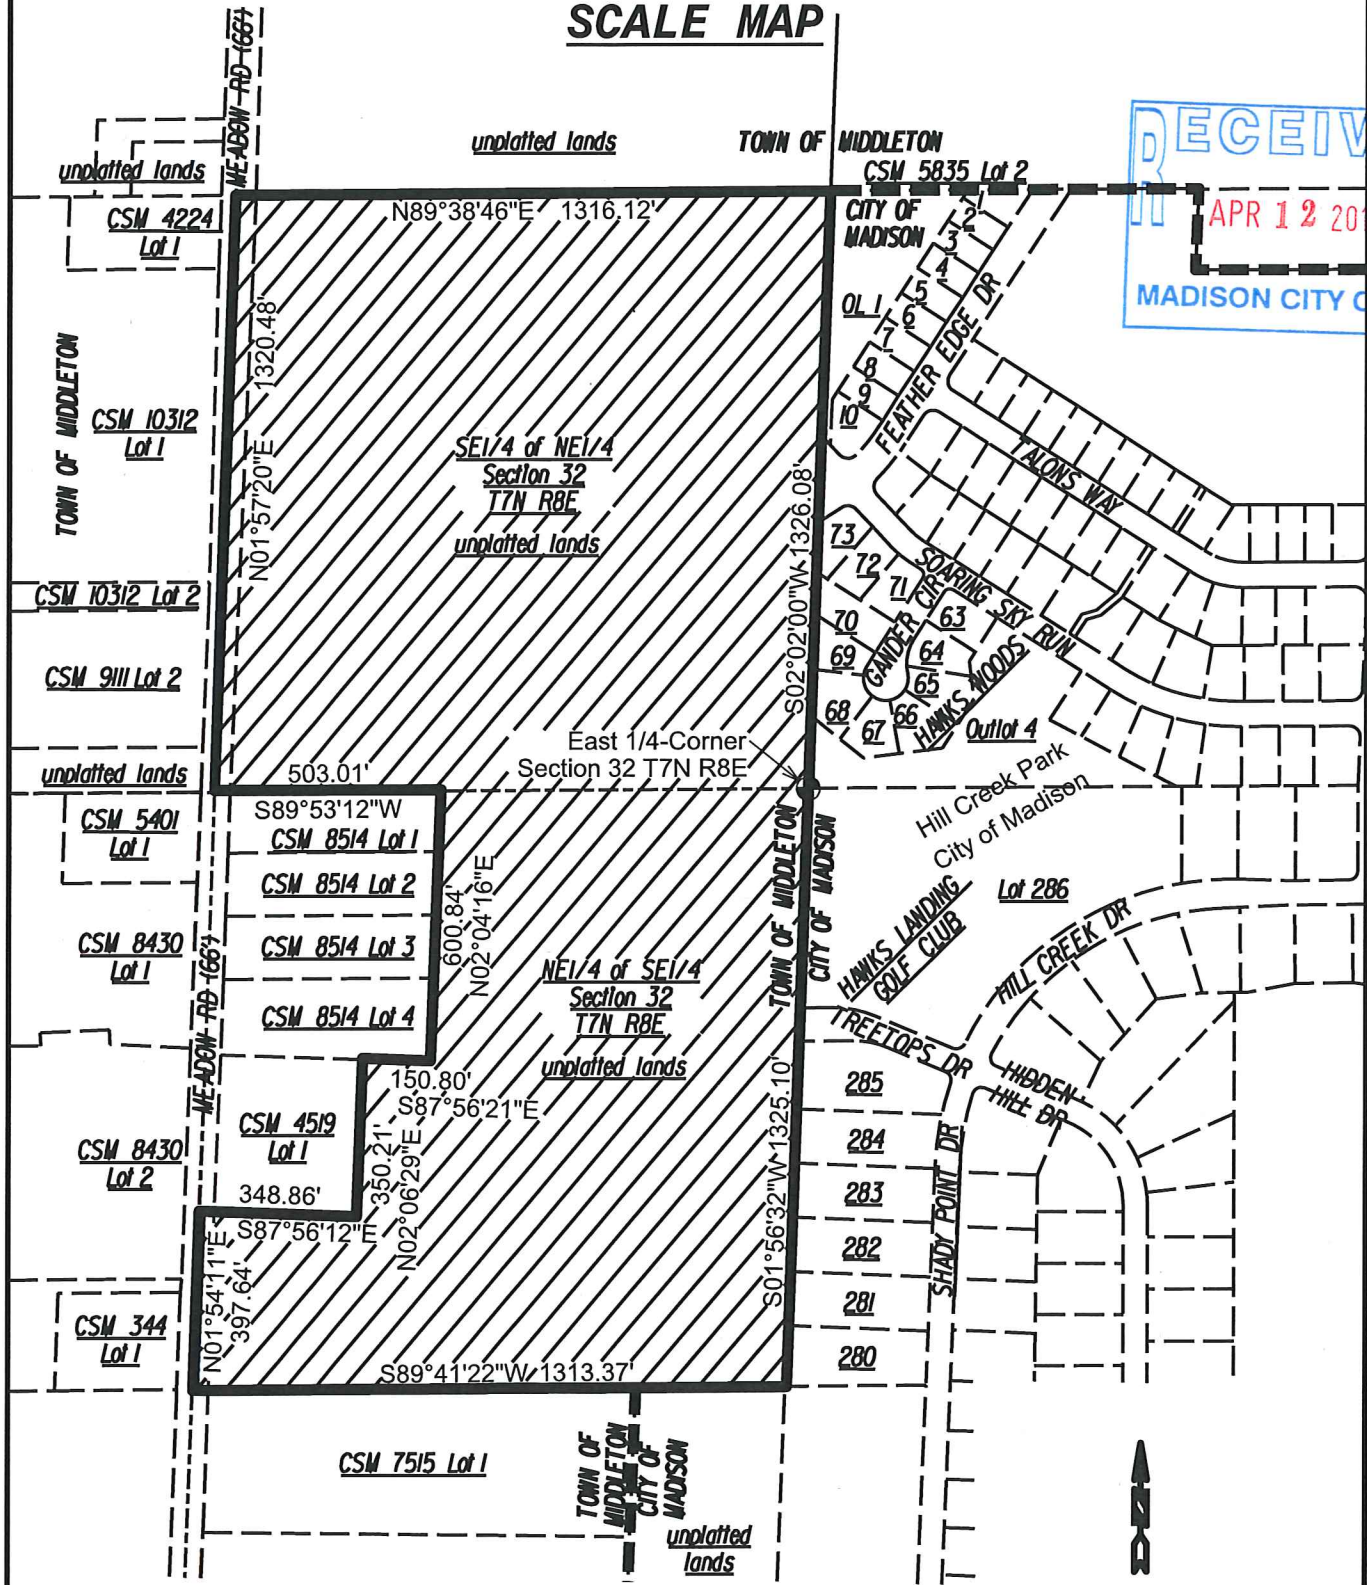 SCALE MAP
MEADOW RD (66')
unplatted lands
TOWN OF MIDDLETON
unplatted lands
CSM 5835 Lot 2
RECEIV
APR 12 201
MADISON CITY C
N89°38'46"E 1316.12'
CITY OF
MADISON
CSM 4224
Lot 1
1
2
3
4
5
6
7
8
9
10
OL 1
FEATHER EDGE DR
1320.48'
N01°57'20"E
TOWN OF MIDDLETON
CSM 10312
Lot 1
SE1/4 of NE1/4
Section 32
T7N R8E
unplatted lands
TALONS WAY
S02°02'00"W 1326.08'
73
72
71
70
69
68
67
66
65
64
63
GANDER CIR
SOARING SKY RUN
HAWKS WOODS
CSM 10312 Lot 2
CSM 9111 Lot 2
Outlot 4
East 1/4-Corner
Section 32 T7N R8E
Hill Creek Park
City of Madison
unplatted lands
503.01'
S89°53'12"W
CSM 5401
Lot 1
CSM 8514 Lot 1
CSM 8514 Lot 2
CSM 8514 Lot 3
CSM 8514 Lot 4
600.84'
N02°04'16"E
TOWN OF MIDDLETON
CITY OF MADISON
Lot 286
HAWKS LANDING
GOLF CLUB
HILL CREEK DR
CSM 8430
Lot 1
MEADOW RD (66')
NE1/4 of SE1/4
Section 32
T7N R8E
unplatted lands
TREETOPS DR
HIDDEN
HILL DR
150.80'
S87°56'21"E
CSM 4519
Lot 1
350.21'
N02°06'29"E
CSM 8430
Lot 2
348.86'
S87°56'12"E
S01°56'32"W 1325.10'
285
284
283
282
281
280
SHADY POINT DR
N01°54'11"E
397.64'
CSM 344
Lot 1
S89°41'22"W 1313.37'
CSM 7515 Lot 1
TOWN OF
MIDDLETON
CITY OF
MADISON
unplatted
lands
N